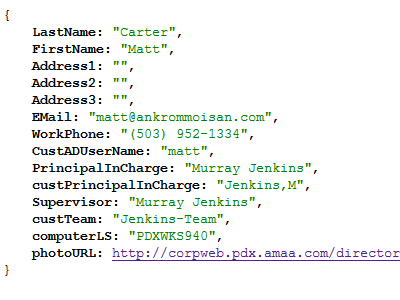 {
LastName: "Carter",
FirstName: "Matt",
Address1: "",
Address2: "",
Address3: "",
EMail: "matt@ankrommoisan.com",
WorkPhone: "(503) 952-1334",
CustADUserName: "matt",
PrincipalInCharge: "Murray Jenkins",
custPrincipalInCharge: "Jenkins,M",
Supervisor: "Murray Jenkins",
custTeam: "Jenkins-Team",
computerLS: "PDXWKS940",
photoURL: http://corpweb.pdx.amaa.com/director
}